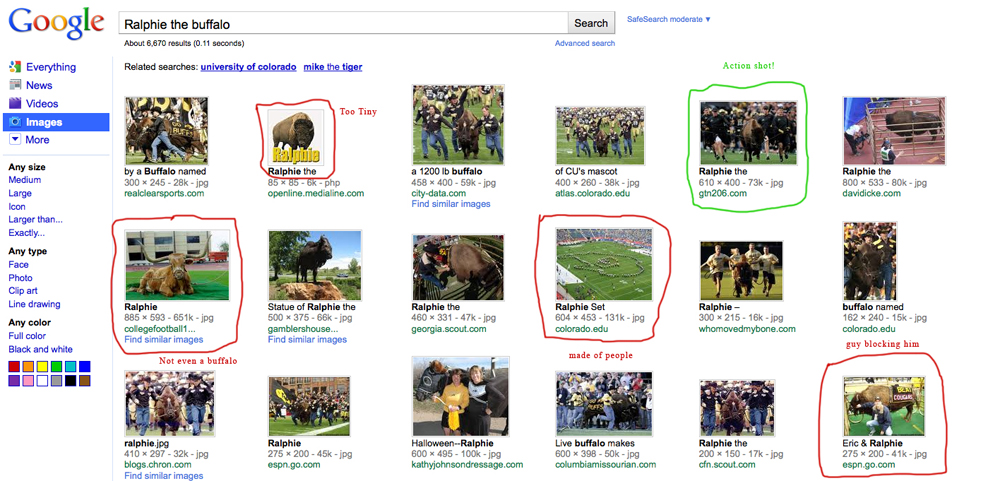 Google
Ralphie the buffalo
Search
SafeSearch moderate ▼
About 6,670 results (0.11 seconds)
Advanced search
Everything
News
Videos
Images
More
Any size
Medium
Large
Icon
Larger than...
Exactly...
Any type
Face
Photo
Clip art
Line drawing
Any color
Full color
Black and white
Related searches: university of colorado mike the tiger
Action shot!
Too Tiny
Ralphie
by a Buffalo named
300 × 245 - 28k - jpg
realclearsports.com
Ralphie the
85 × 85 - 6k - php
openline.medialine.com
a 1200 lb buffalo
458 × 400 - 59k - jpg
city-data.com
Find similar images
of CU's mascot
400 × 260 - 38k - jpg
atlas.colorado.edu
Ralphie the
610 × 400 - 73k - jpg
gtn206.com
Ralphie the
800 × 533 - 80k - jpg
davidicke.com
Ralphie
885 × 593 - 651k - jpg
collegefootball1...
Find similar images
Statue of Ralphie the
500 × 375 - 66k - jpg
gamblershouse...
Find similar images
Ralphie the
460 × 331 - 47k - jpg
georgia.scout.com
Ralphie Set
604 × 453 - 131k - jpg
colorado.edu
Ralphie –
300 × 215 - 16k - jpg
whomovedmybone.com
buffalo named
162 × 240 - 15k - jpg
colorado.edu
Not even a buffalo
made of people
guy blocking him
COUGARS
ralphie.jpg
410 × 297 - 32k - jpg
blogs.chron.com
Find similar images
Ralphie
275 × 200 - 45k - jpg
espn.go.com
Halloween--Ralphie
600 × 495 - 100k - jpg
kathyjohnsondressage.com
Live buffalo makes
600 × 398 - 50k - jpg
columbiamissourian.com
Ralphie the
200 × 150 - 17k - jpg
cfn.scout.com
Eric & Ralphie
275 × 200 - 41k - jpg
espn.go.com